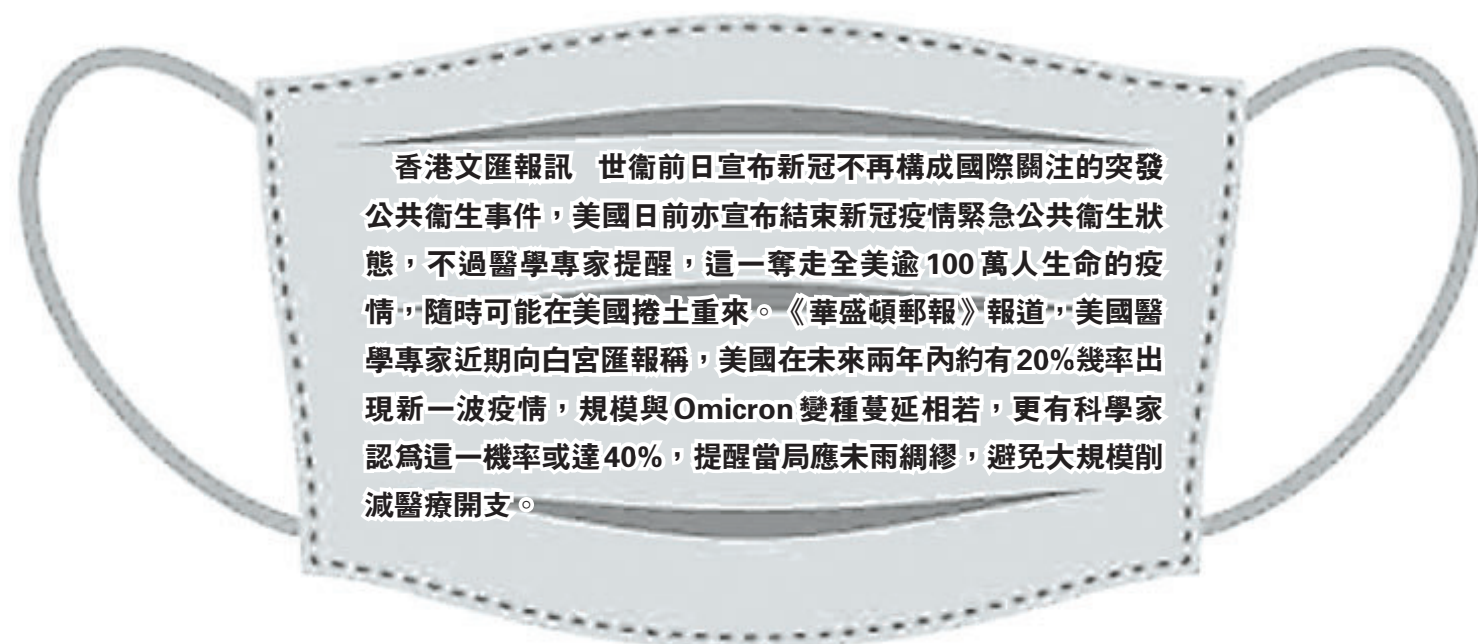 香港文匯報訊　世衞前日宣布新冠不再構成國際關注的突發
公共衞生事件，美國日前亦宣布結束新冠疫情緊急公共衞生狀
態，不過醫學專家提醒，這一奪走全美逾100萬人生命的疫
情，隨時可能在美國捲土重來。《華盛頓郵報》報道，美國醫
學專家近期向白宮匯報稱，美國在未來兩年內約有20%幾率出
現新一波疫情，規模與Omicron變種蔓延相若，更有科學家
認為這一機率或達40%，提醒當局應未雨綢繆，避免大規模削
減醫療開支。